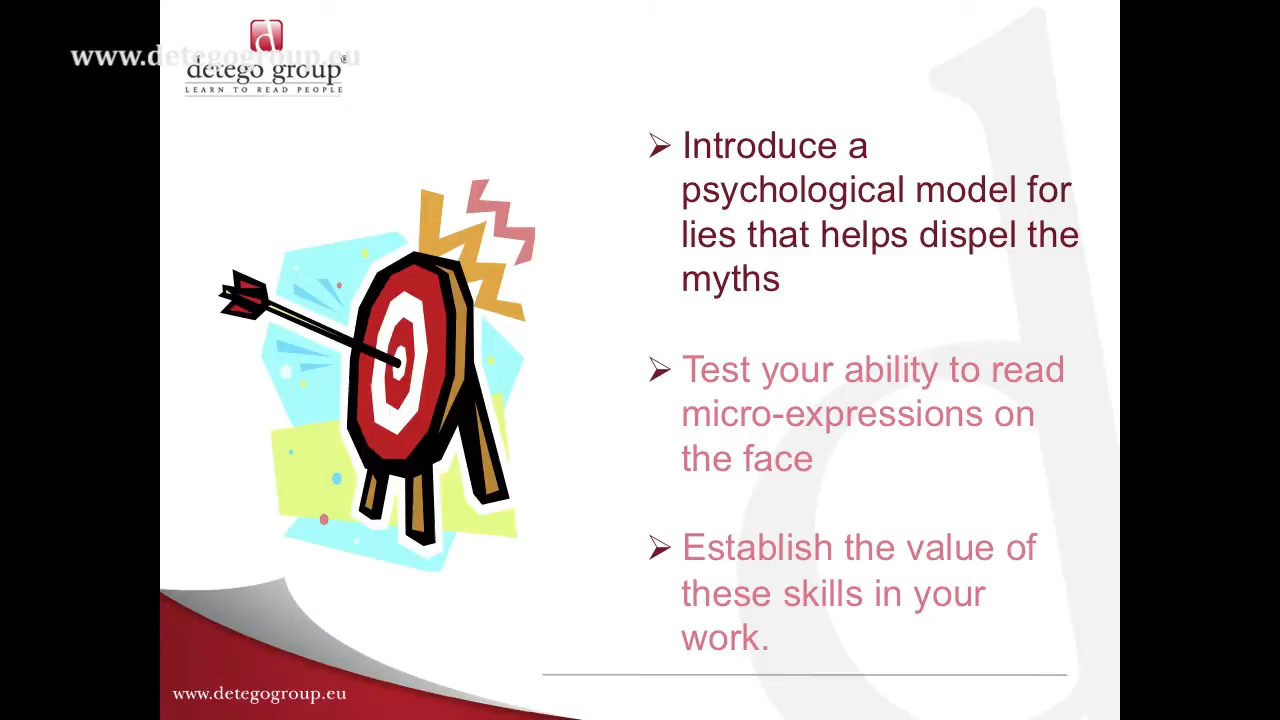 www.detegogroup.eu
detego group®
LEARN TO READ PEOPLE
➢ Introduce a
psychological model for
lies that helps dispel the
myths
➢ Test your ability to read
micro-expressions on
the face
➢ Establish the value of
these skills in your
work.
www.detegogroup.eu